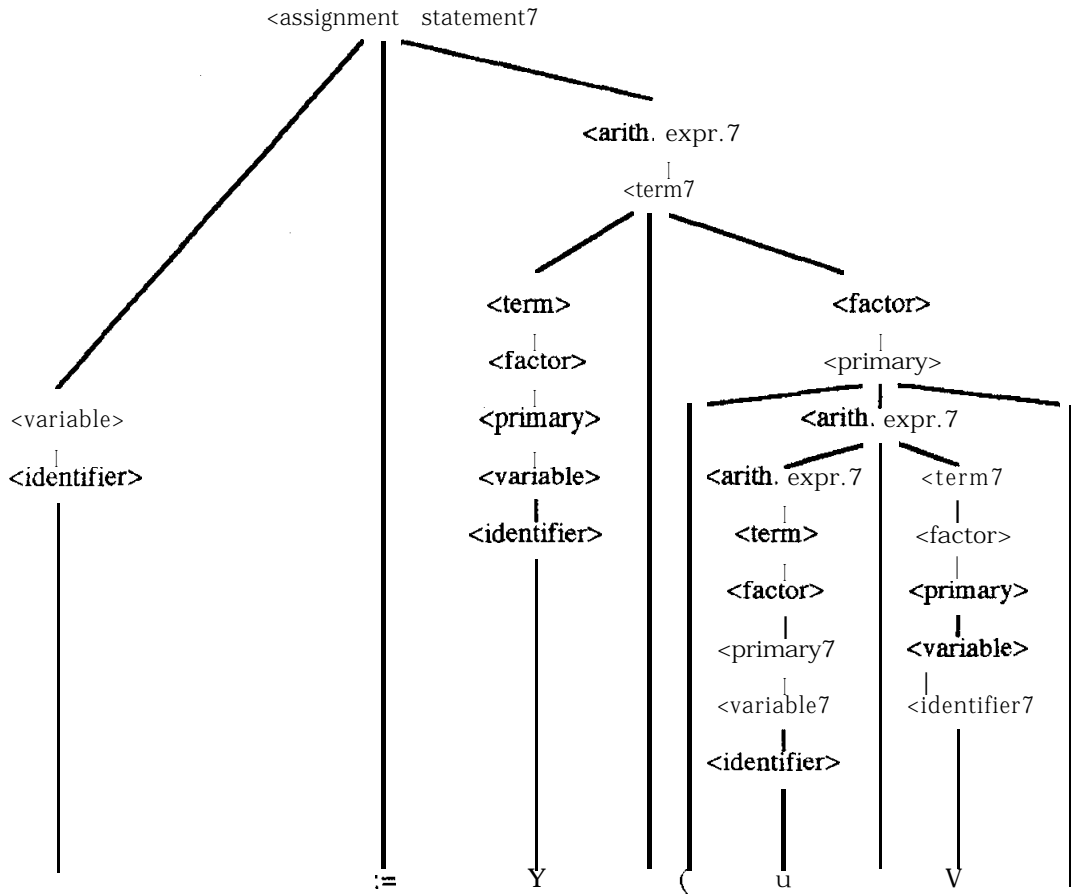 <assignment statement7
<arith. expr.7
<term7
<term> <factor>
<factor> <primary>
<variable> <primary> <arith. expr.7
<identifier> <variable> <arith. expr.7 <term7
<identifier> <term> <factor>
<factor> <primary>
<primary7 <variable>
<variable7 <identifier7
<identifier>
:= Y ( u V